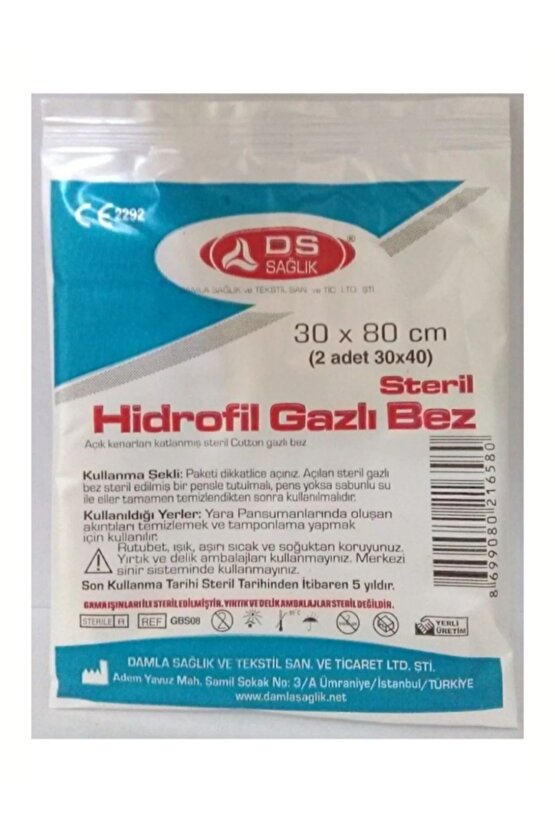 CE 2292
DS
SAĞLIK
®
DAMLA SAĞLIK ve TEKSTİL SAN. ve TİC. LTD. ŞTİ.
30 x 80 cm
(2 adet 30x40)
Steril
Hidrofil Gazlı Bez
Açık kenarları katlanmış steril Cotton gazlı bez
Kullanma Şekli: Paketi dikkatlice açınız. Açılan steril gazlı
bez steril edilmiş bir pensle tutulmalı, pens yoksa sabunlu su
ile eller tamamen temizlendikten sonra kullanılmalıdır.
Kullanıldığı Yerler: Yara Pansumanlarında oluşan
akıntıları temizlemek ve tamponlama yapmak
için kullanılır.
Rutubet, ışık, aşırı sıcak ve soğuktan koruyunuz.
Yırtık ve delik ambalajları kullanmayınız. Merkezi
sinir sisteminde kullanmayınız.
Son Kullanma Tarihi Steril Tarihinden İtibaren 5 yıldır.
GAMA IŞINLARI İLE STERİL EDİLMİŞTİR. YIRTIK VE DELİK AMBALAJLAR STERİL DEĞİLDİR.
STERILE R REF GBS08
YERLİ
ÜRETİM
8 699080 216580
DAMLA SAĞLIK VE TEKSTİL SAN. VE TİCARET LTD. ŞTİ.
Adem Yavuz Mah. Şamil Sokak No: 3/A Ümraniye/İstanbul/TÜRKİYE
www.damlasaglik.net